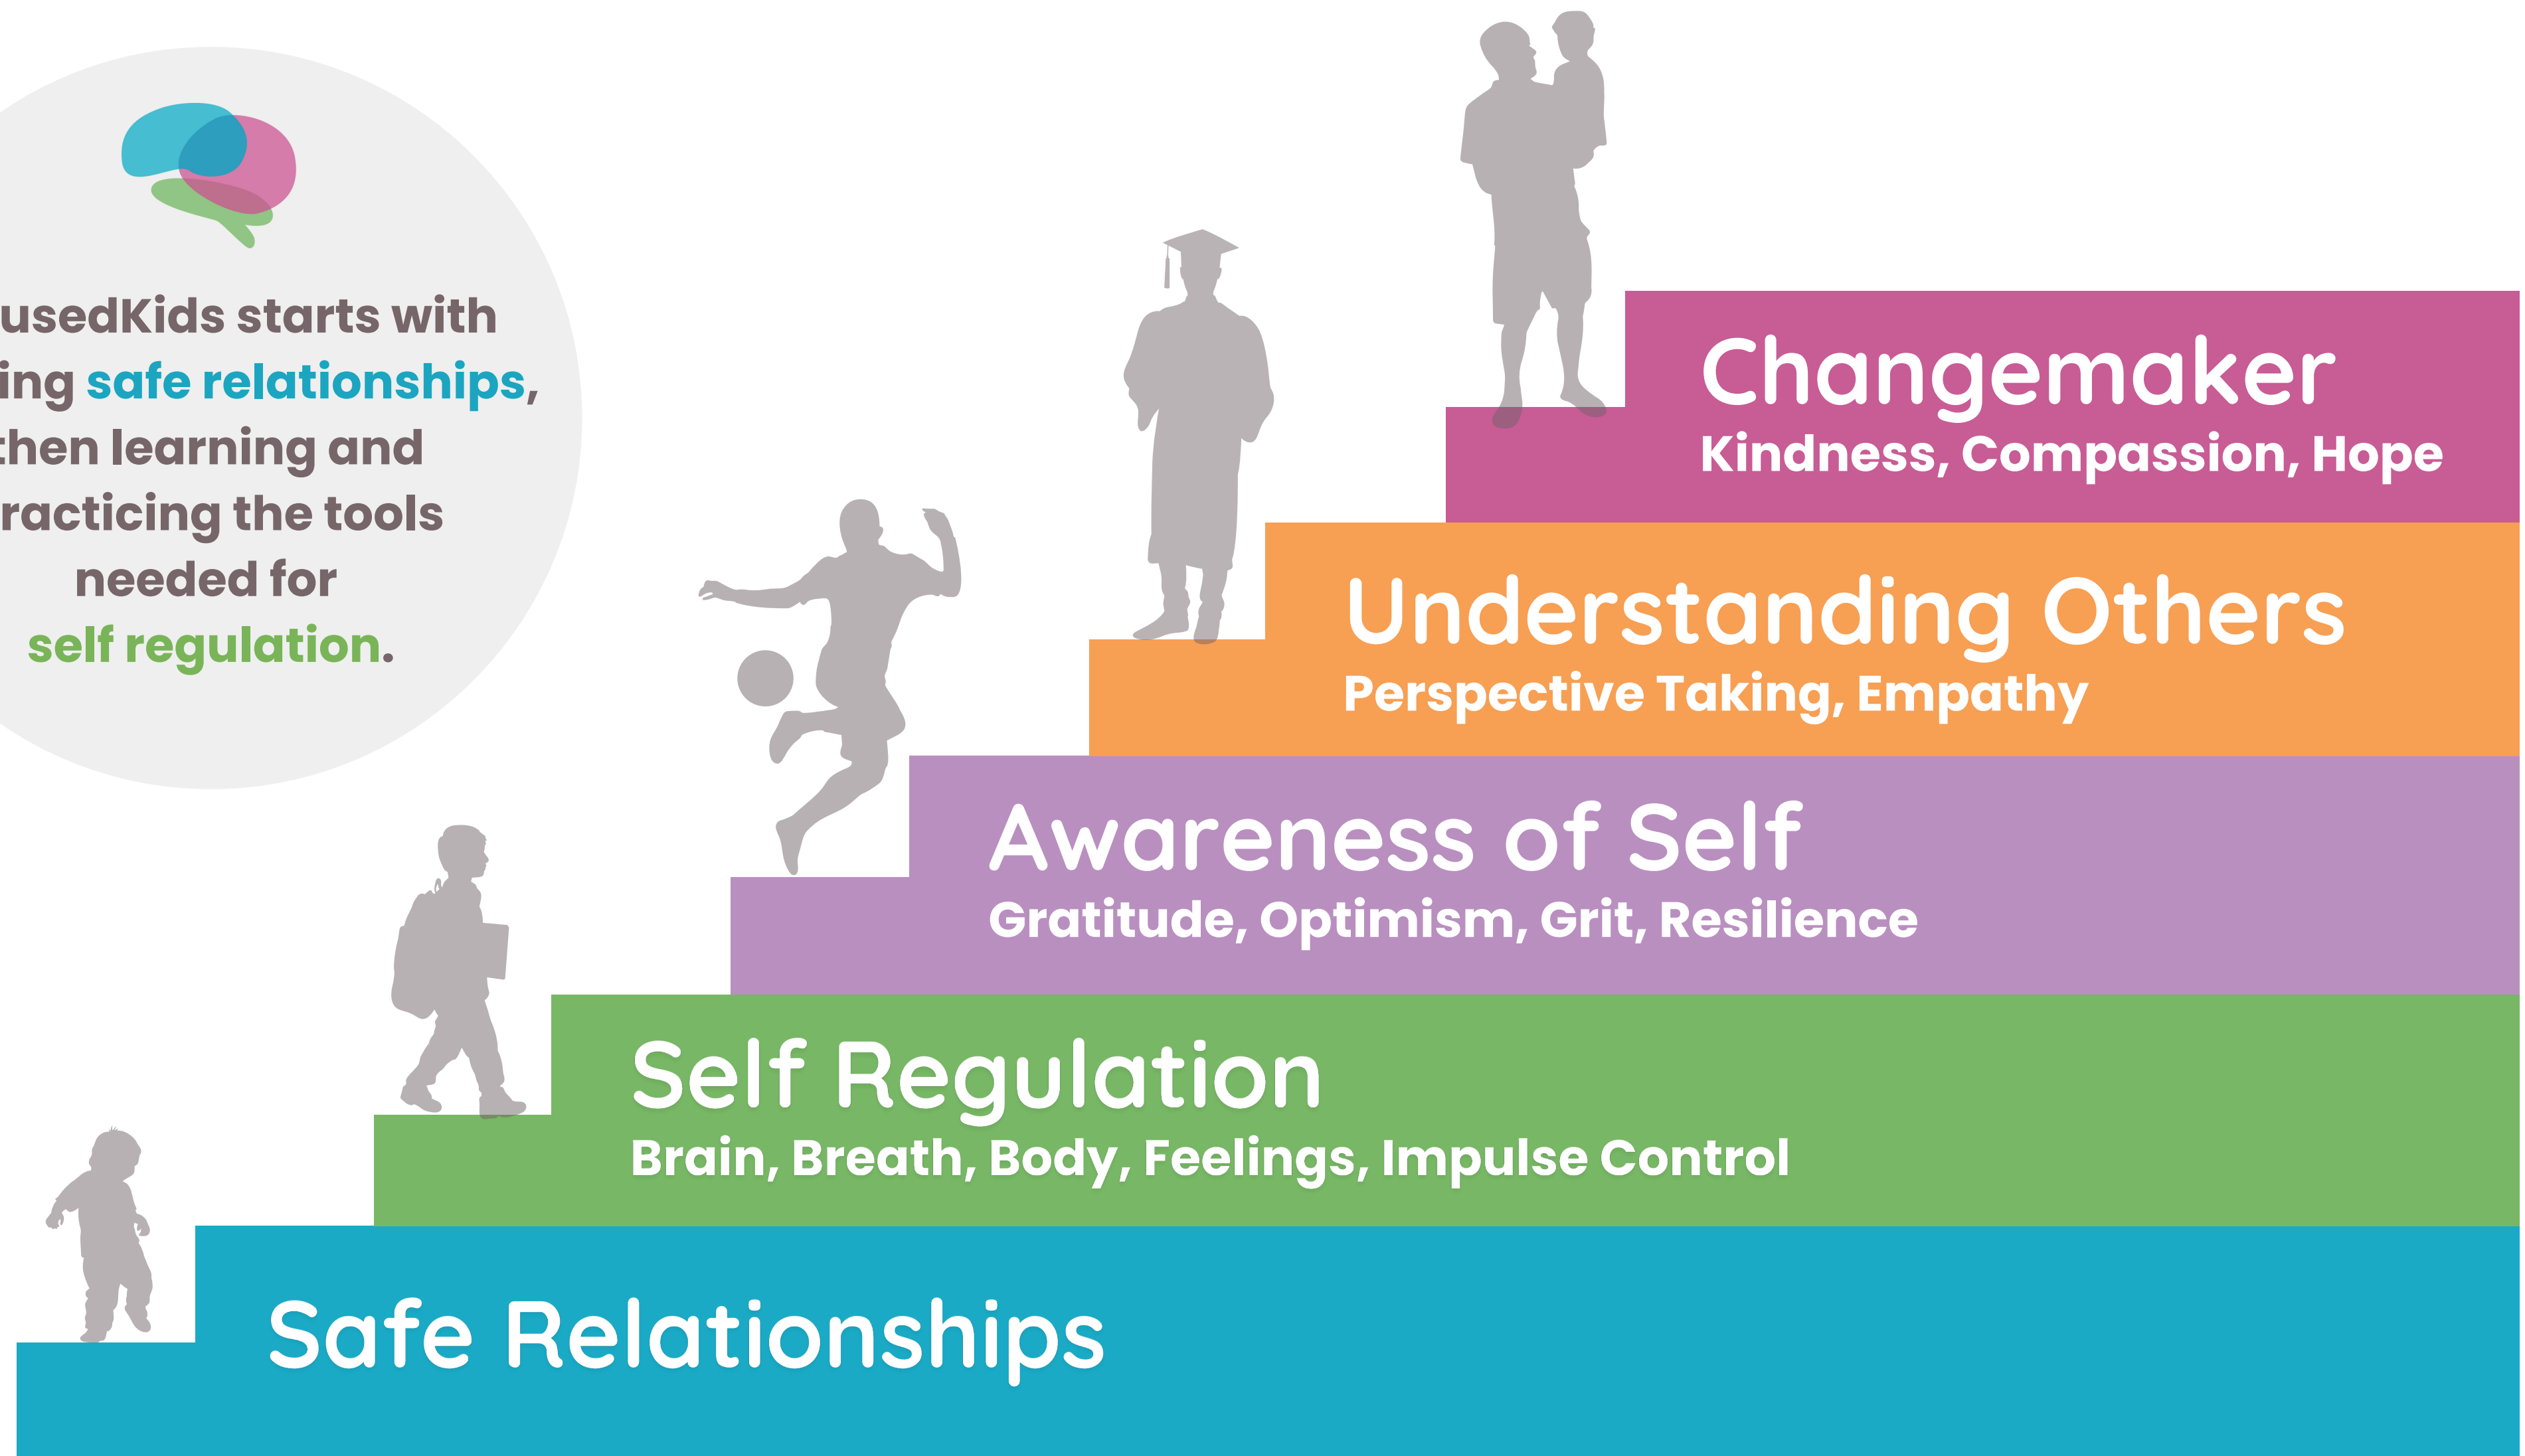 usedKids starts with
ing safe relationships,
then learning and
racticing the tools
needed for
self regulation.
Changemaker
Kindness, Compassion, Hope
Understanding Others
Perspective Taking, Empathy
Awareness of Self
Gratitude, Optimism, Grit, Resilience
Self Regulation
Brain, Breath, Body, Feelings, Impulse Control
Safe Relationships